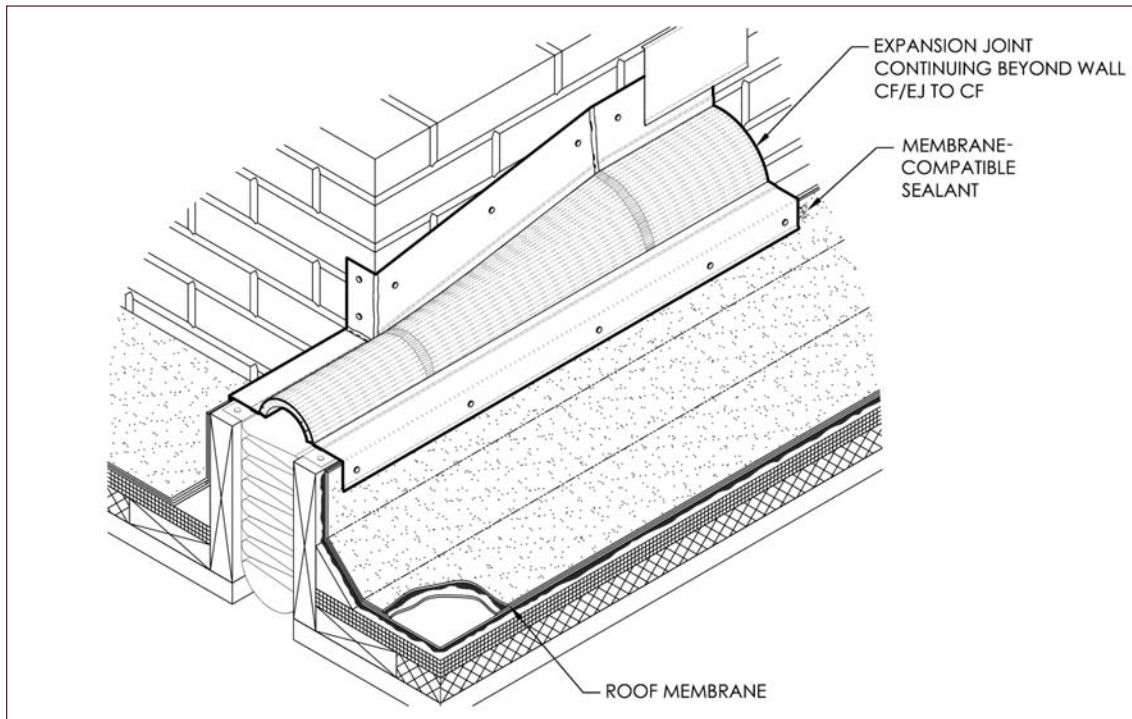 EXPANSION JOINT
CONTINUING BEYOND WALL
CF/EJ TO CF
MEMBRANE-
COMPATIBLE
SEALANT
ROOF MEMBRANE